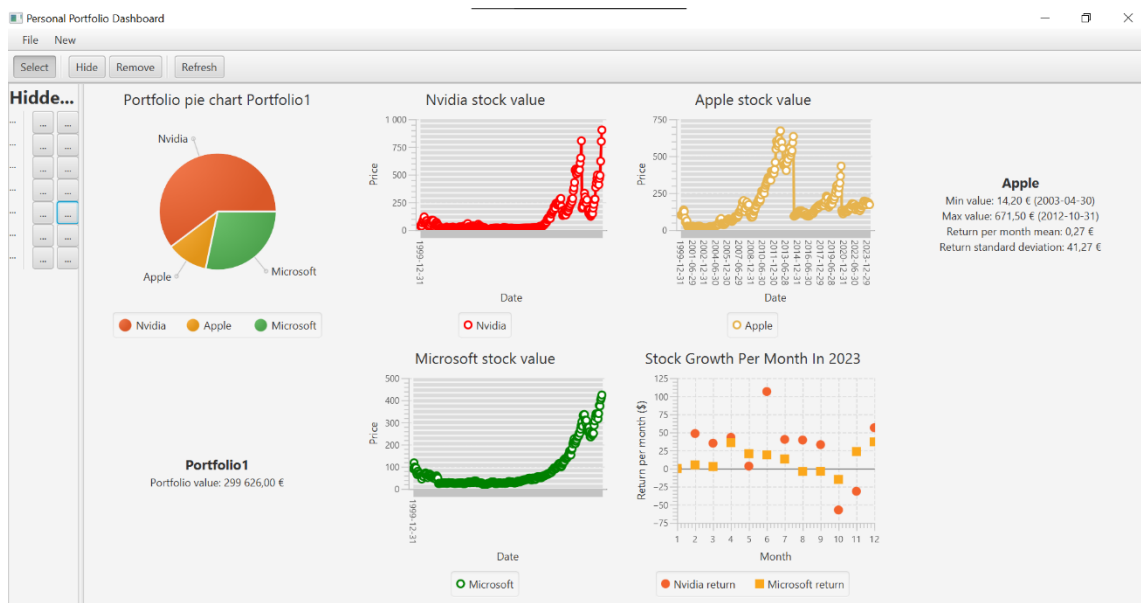 Personal Portfolio Dashboard
File New
Select Hide Remove Refresh
Hidde...
... ... ...
... ... ...
... ... ...
... ... ...
... ... ...
... ... ...
... ... ...
Portfolio pie chart Portfolio1
Nvidia
Apple
Microsoft
Nvidia Apple Microsoft
Nvidia stock value
1 000
750
500
250
0
Price
1999-12-31
Date
Nvidia
Apple stock value
750
500
250
0
Price
1999-12-31
2001-06-29
2002-12-31
2004-06-30
2005-12-30
2007-06-29
2008-12-31
2010-06-30
2011-12-30
2013-06-28
2014-12-31
2016-06-30
2017-12-29
2019-06-28
2020-12-31
2022-06-30
2023-12-29
Date
Apple
Apple
Min value: 14,20 € (2003-04-30)
Max value: 671,50 € (2012-10-31)
Return per month mean: 0,27 €
Return standard deviation: 41,27 €
Portfolio1
Portfolio value: 299 626,00 €
Microsoft stock value
500
400
300
200
100
0
Price
1999-12-31
Date
Microsoft
Stock Growth Per Month In 2023
125
100
75
50
25
0
-25
-50
-75
Return per month ($)
1 2 3 4 5 6 7 8 9 10 11 12
Month
Nvidia return Microsoft return